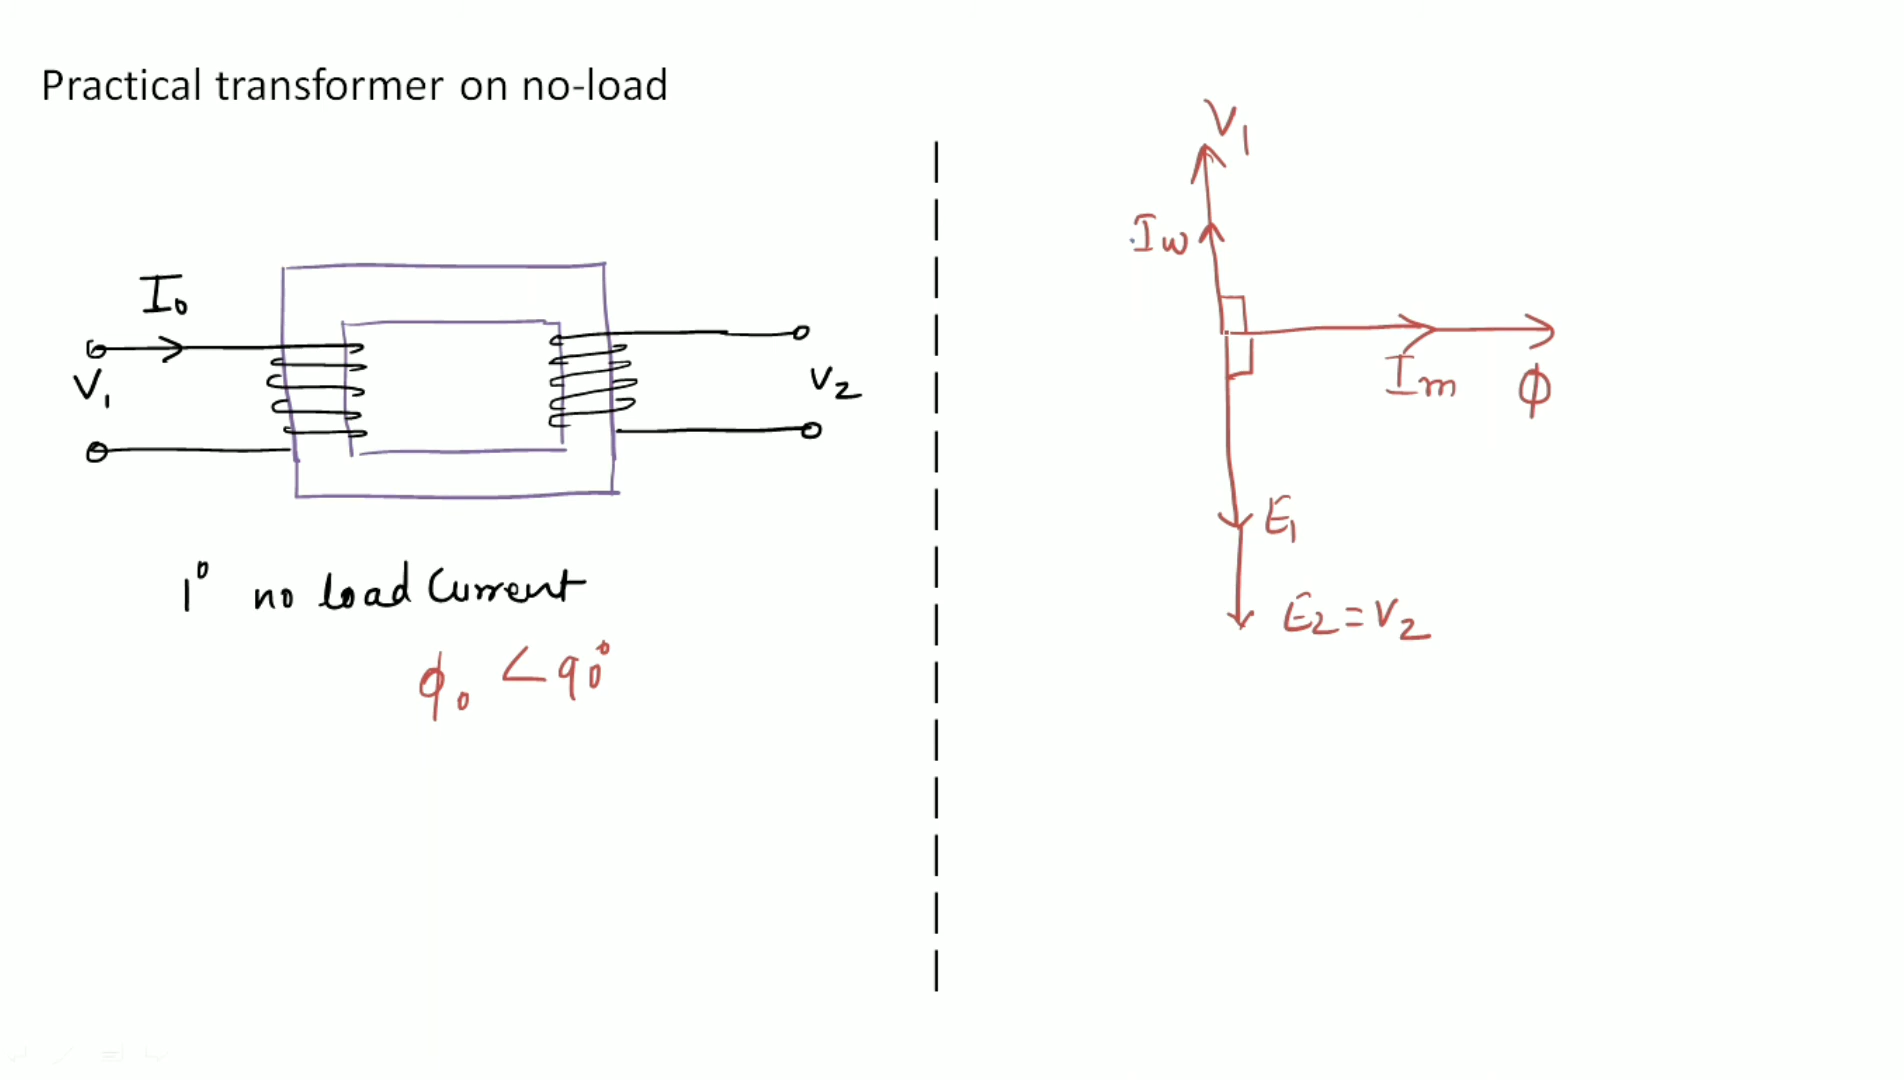 Practical transformer on no-load
I₀
V₁
V₂
1° no load Current
ϕ₀ < 90°
V₁
Iw
Im
ϕ
E₁
E₂ = V₂